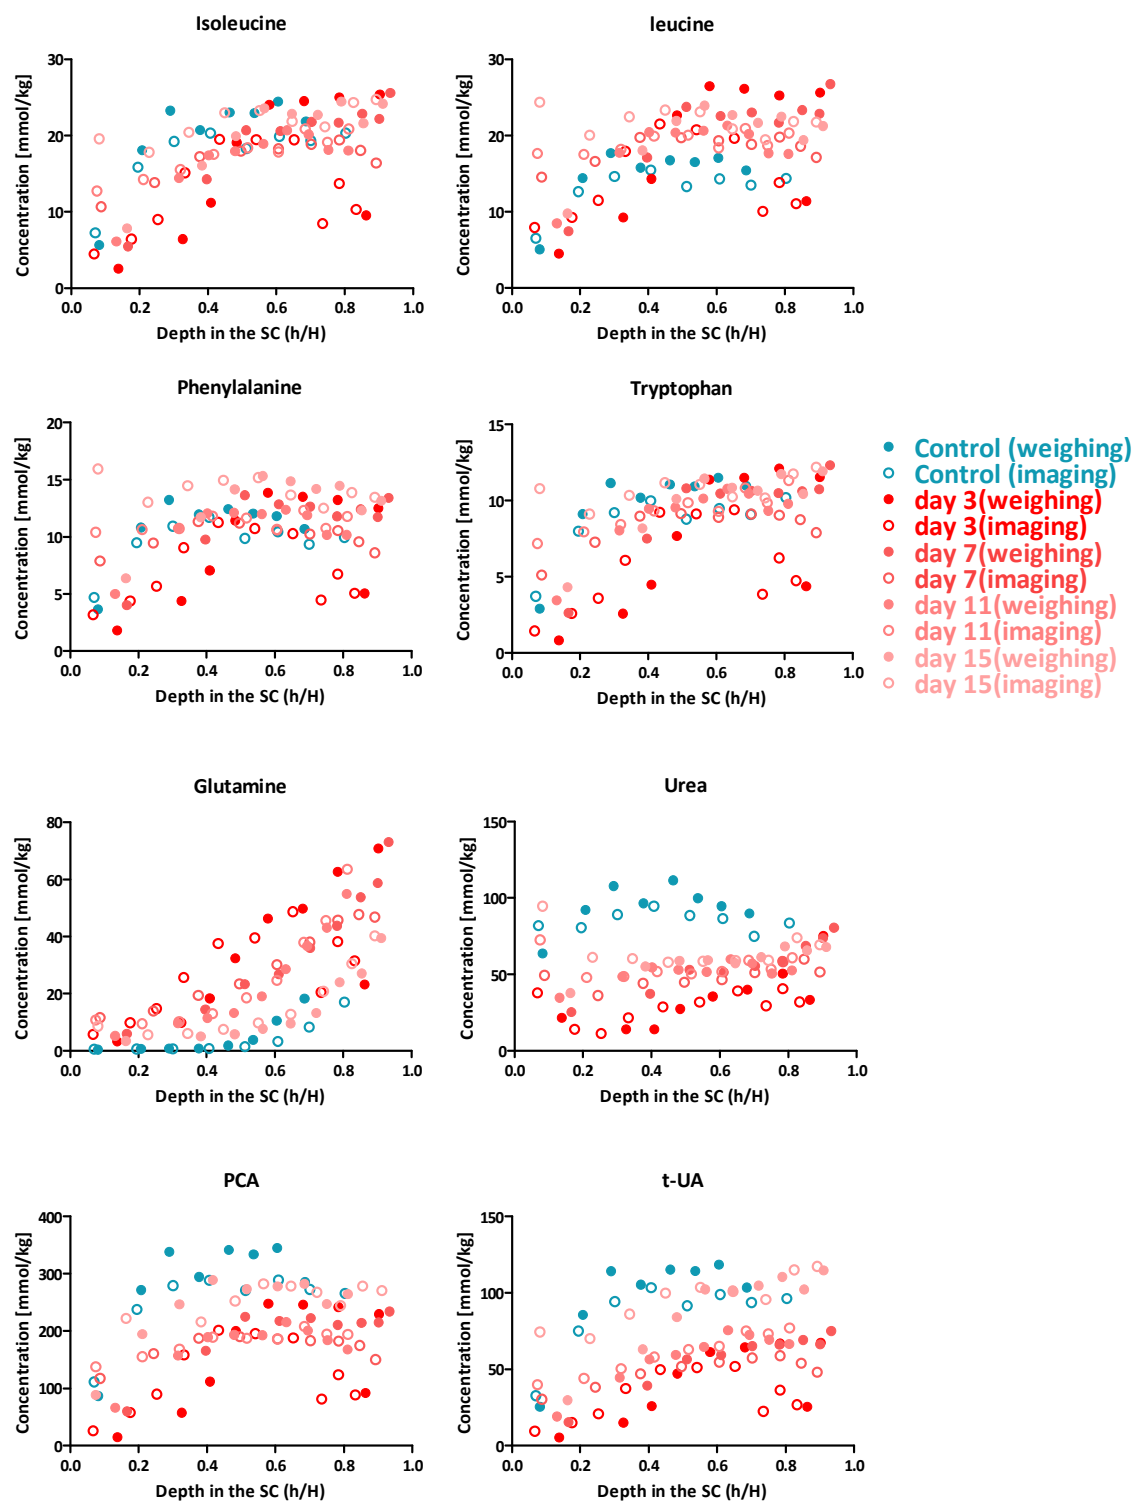 Isoleucine
Concentration [mmol/kg]
30
20
10
0
0.0 0.2 0.4 0.6 0.8 1.0
Depth in the SC (h/H)
leucine
Concentration [mmol/kg]
30
20
10
0
0.0 0.2 0.4 0.6 0.8 1.0
Depth in the SC (h/H)
Phenylalanine
Concentration [mmol/kg]
20
15
10
5
0
0.0 0.2 0.4 0.6 0.8 1.0
Depth in the SC (h/H)
Tryptophan
Concentration [mmol/kg]
15
10
5
0
0.0 0.2 0.4 0.6 0.8 1.0
Depth in the SC (h/H)
Control (weighing)
Control (imaging)
day 3(weighing)
day 3(imaging)
day 7(weighing)
day 7(imaging)
day 11(weighing)
day 11(imaging)
day 15(weighing)
day 15(imaging)
Glutamine
Concentration [mmol/kg]
80
60
40
20
0
0.0 0.2 0.4 0.6 0.8 1.0
Depth in the SC (h/H)
Urea
Concentration [mmol/kg]
150
100
50
0
0.0 0.2 0.4 0.6 0.8 1.0
Depth in the SC (h/H)
PCA
Concentration [mmol/kg]
400
300
200
100
0
0.0 0.2 0.4 0.6 0.8 1.0
Depth in the SC (h/H)
t-UA
Concentration [mmol/kg]
150
100
50
0
0.0 0.2 0.4 0.6 0.8 1.0
Depth in the SC (h/H)